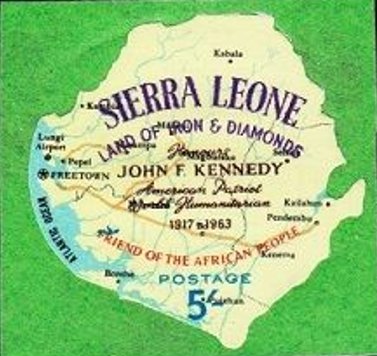 Kabala
SIERRA LEONE
LAND OF IRON & DIAMONDS
Lungi
Airport
Pepel
FREETOWN
Honours
JOHN F. KENNEDY
American Patriot
World Humanitarian
1917 1963
Kailahun
Pendembu
ATLANTIC OCEAN
FRIEND OF THE AFRICAN PEOPLE
Kenema
Bonthe
POSTAGE
5/-